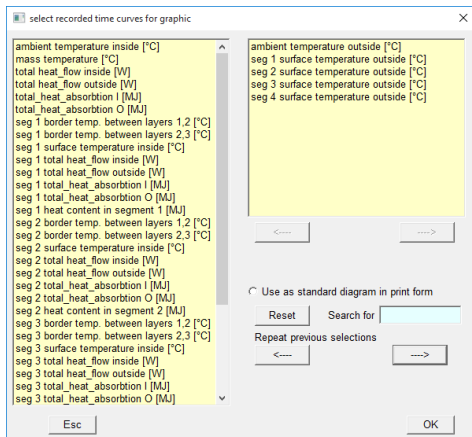 select recorded time curves for graphic
ambient temperature inside [°C]
mass temperature [°C]
total heat_flow inside [W]
total heat_flow outside [W]
total_heat_absorbtion I [MJ]
total_heat_absorbtion O [MJ]
seg 1 border temp. between layers 1,2 [°C]
seg 1 border temp. between layers 2,3 [°C]
seg 1 surface temperature inside [°C]
seg 1 total heat_flow inside [W]
seg 1 total heat_flow outside [W]
seg 1 total_heat_absorbtion I [MJ]
seg 1 total_heat_absorbtion O [MJ]
seg 1 heat content in segment 1 [MJ]
seg 2 border temp. between layers 1,2 [°C]
seg 2 border temp. between layers 2,3 [°C]
seg 2 surface temperature inside [°C]
seg 2 total heat_flow inside [W]
seg 2 total heat_flow outside [W]
seg 2 total_heat_absorbtion I [MJ]
seg 2 total_heat_absorbtion O [MJ]
seg 2 heat content in segment 2 [MJ]
seg 3 border temp. between layers 1,2 [°C]
seg 3 border temp. between layers 2,3 [°C]
seg 3 surface temperature inside [°C]
seg 3 total heat_flow inside [W]
seg 3 total heat_flow outside [W]
seg 3 total_heat_absorbtion I [MJ]
seg 3 total_heat_absorbtion O [MJ]
ambient temperature outside [°C]
seg 1 surface temperature outside [°C]
seg 2 surface temperature outside [°C]
seg 3 surface temperature outside [°C]
seg 4 surface temperature outside [°C]
<---- ---->
Use as standard diagram in print form
Reset Search for
Repeat previous selections
<---- ---->
Esc OK